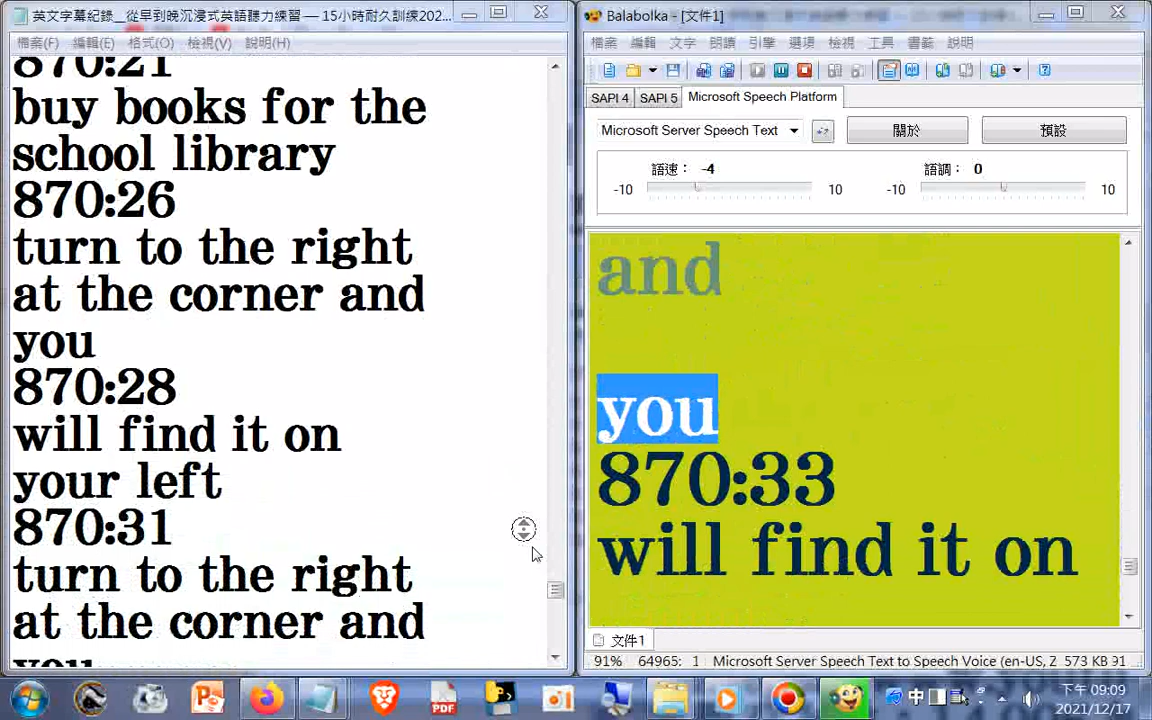 英文字幕紀錄__從早到晚沉浸式英語聽力練習 — 15小時耐久訓練202...
檔案(F) 編輯(E) 格式(O) 檢視(V) 說明(H)
870:21
buy books for the
school library
870:26
turn to the right
at the corner and
you
870:28
will find it on
your left
870:31
turn to the right
at the corner and
you
Balabolka - [文件1]
檔案 編輯 文字 朗讀 引擎 選項 檢視 工具 書籤 說明
SAPI 4 SAPI 5 Microsoft Speech Platform
Microsoft Server Speech Text 關於 預設
語速： -4 語調： 0
-10 10 -10 10
and
you
870:33
will find it on
文件1
91% 64965: 1 Microsoft Server Speech Text to Speech Voice (en-US, Z 573 KB 91
PDF 中 下午 09:09
2021/12/17